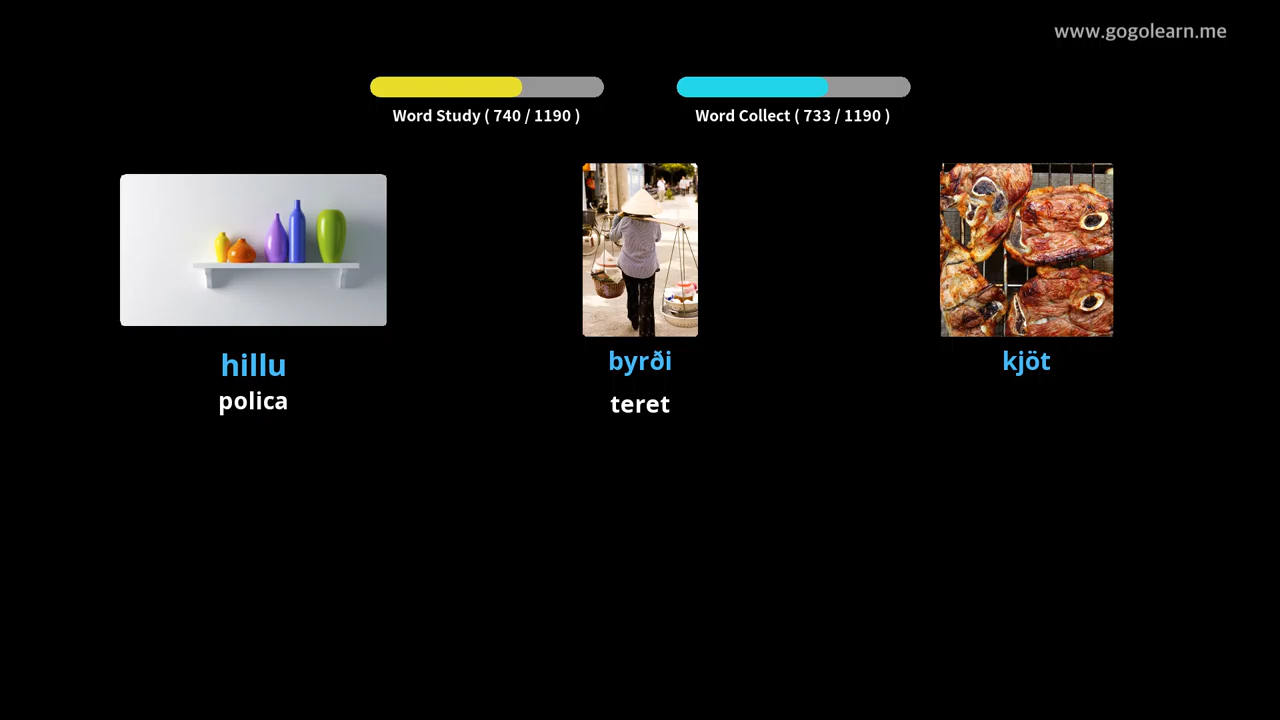 www.gogolearn.me
Word Study ( 740 / 1190 )
Word Collect ( 733 / 1190 )
hillu
polica
byrði
teret
kjöt